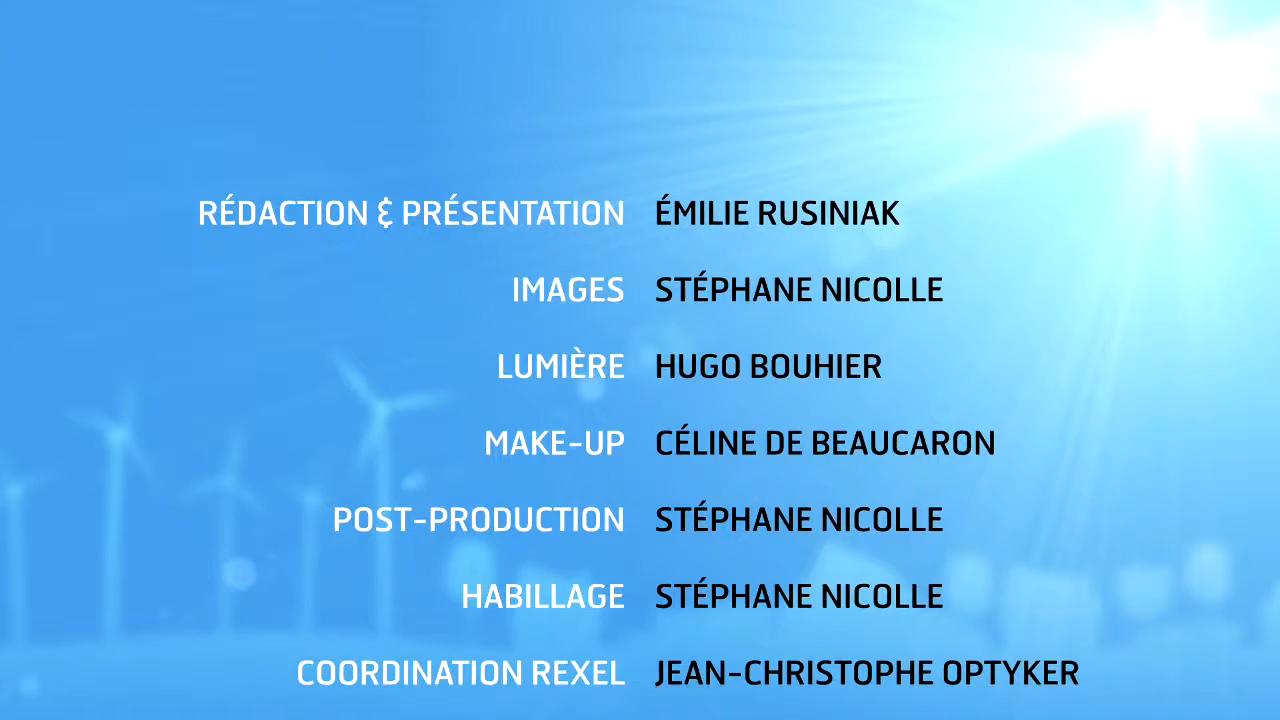 RÉDACTION & PRÉSENTATION ÉMILIE RUSINIAK
IMAGES STÉPHANE NICOLLE
LUMIÈRE HUGO BOUHIER
MAKE-UP CÉLINE DE BEAUCARON
POST-PRODUCTION STÉPHANE NICOLLE
HABILLAGE STÉPHANE NICOLLE
COORDINATION REXEL JEAN-CHRISTOPHE OPTYKER